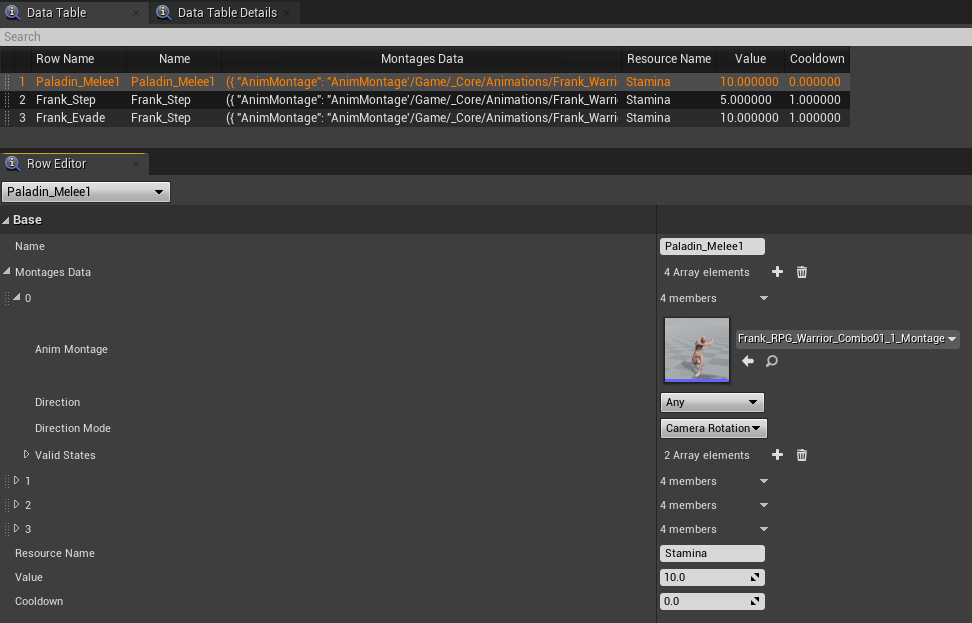 Data Table × Data Table Details ×
Search
Row Name Name Montages Data Resource Name Value Cooldown
1 Paladin_Melee1 Paladin_Melee1 ({ "AnimMontage": "AnimMontage'/Game/_Core/Animations/Frank_Warri Stamina 10.000000 0.000000
2 Frank_Step Frank_Step ({ "AnimMontage": "AnimMontage'/Game/_Core/Animations/Frank_Warri Stamina 5.000000 1.000000
3 Frank_Evade Frank_Step ({ "AnimMontage": "AnimMontage'/Game/_Core/Animations/Frank_Warri Stamina 10.000000 1.000000
Row Editor ×
Paladin_Melee1
Base
Name Paladin_Melee1
Montages Data 4 Array elements
0 4 members
Anim Montage Frank_RPG_Warrior_Combo01_1_Montage
Direction Any
Direction Mode Camera Rotation
Valid States 2 Array elements
1 4 members
2 4 members
3 4 members
Resource Name Stamina
Value 10.0
Cooldown 0.0